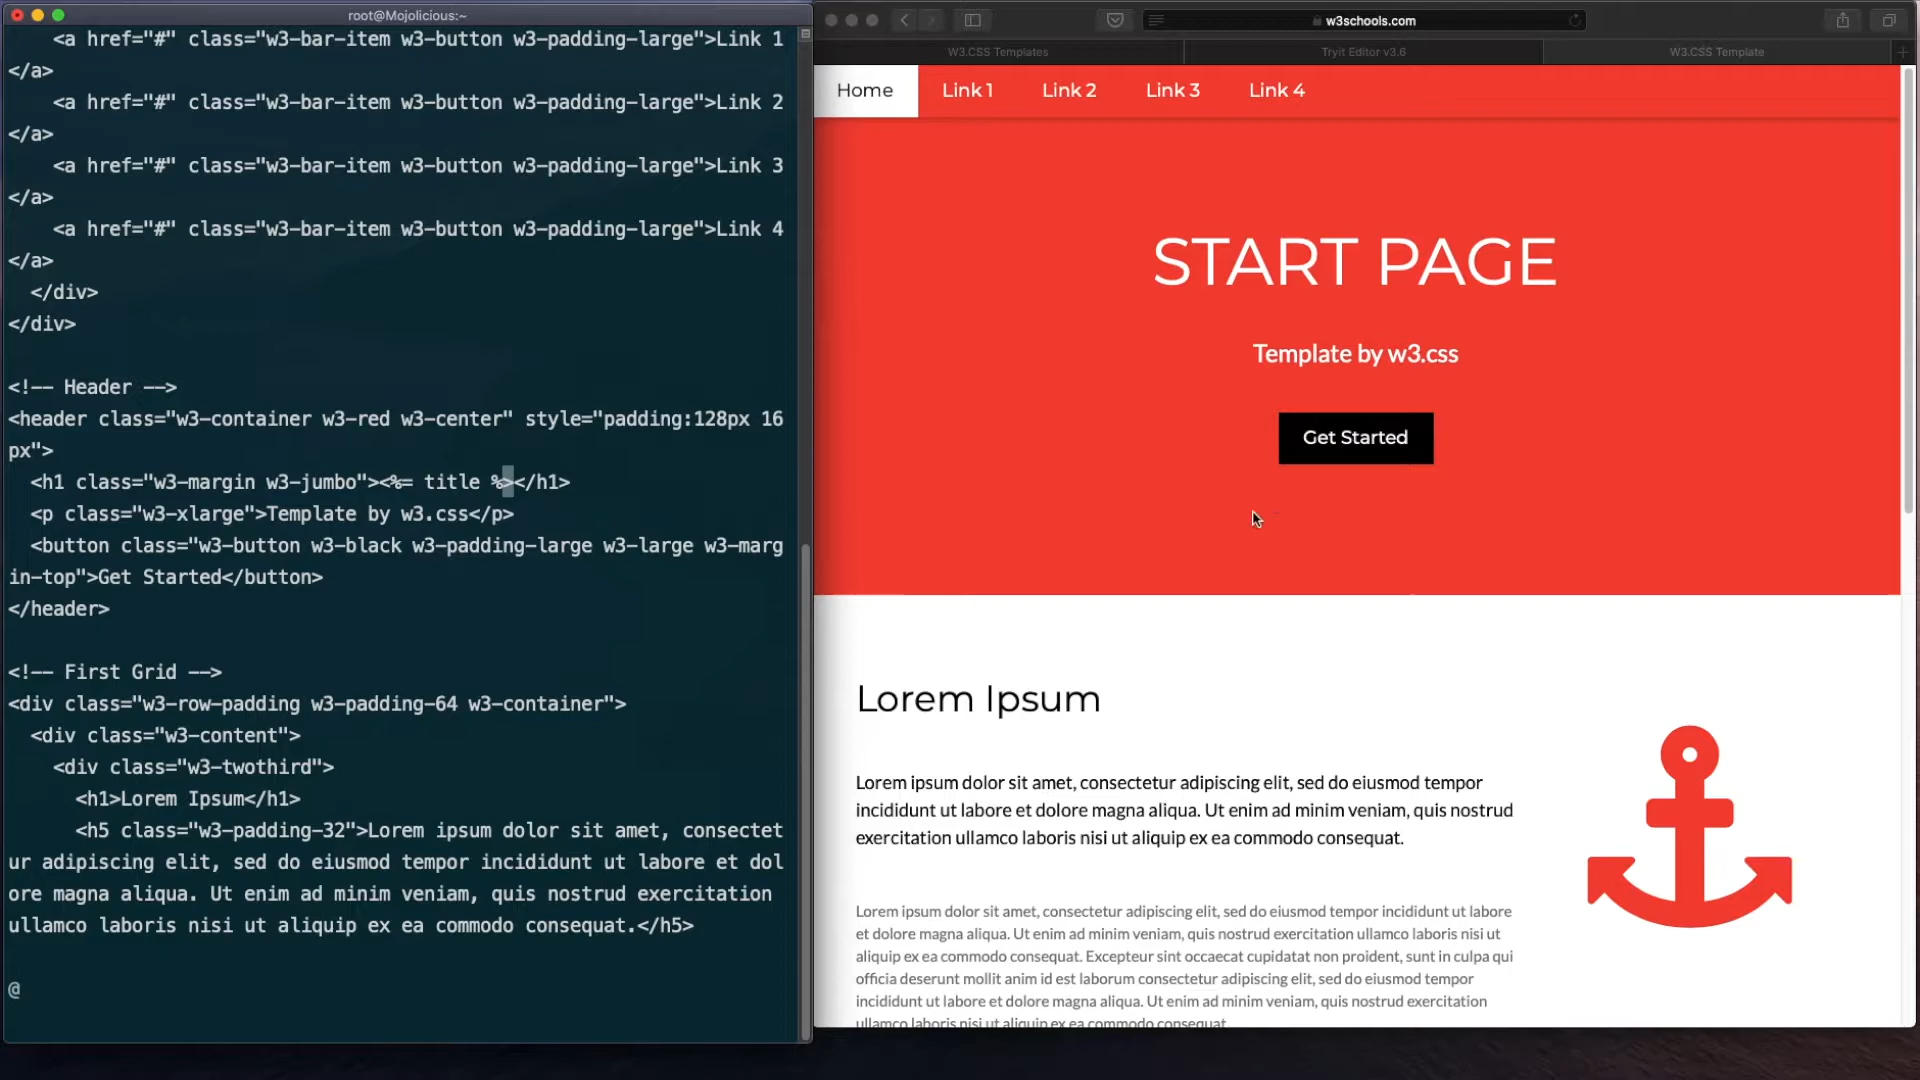 root@Mojolicious:~
<a href="#" class="w3-bar-item w3-button w3-padding-large">Link 1
</a>
<a href="#" class="w3-bar-item w3-button w3-padding-large">Link 2
</a>
<a href="#" class="w3-bar-item w3-button w3-padding-large">Link 3
</a>
<a href="#" class="w3-bar-item w3-button w3-padding-large">Link 4
</a>
</div>
</div>
<!-- Header -->
<header class="w3-container w3-red w3-center" style="padding:128px 16
px">
<h1 class="w3-margin w3-jumbo"><%= title %></h1>
<p class="w3-xlarge">Template by w3.css</p>
<button class="w3-button w3-black w3-padding-large w3-large w3-marg
in-top">Get Started</button>
</header>
<!-- First Grid -->
<div class="w3-row-padding w3-padding-64 w3-container">
<div class="w3-content">
<div class="w3-twothird">
<h1>Lorem Ipsum</h1>
<h5 class="w3-padding-32">Lorem ipsum dolor sit amet, consectet
ur adipiscing elit, sed do eiusmod tempor incididunt ut labore et dol
ore magna aliqua. Ut enim ad minim veniam, quis nostrud exercitation
ullamco laboris nisi ut aliquip ex ea commodo consequat.</h5>
@
w3schools.com
W3.CSS Templates
Tryit Editor v3.6
W3.CSS Template
Home
Link 1
Link 2
Link 3
Link 4
START PAGE
Template by w3.css
Get Started
Lorem Ipsum
Lorem ipsum dolor sit amet, consectetur adipiscing elit, sed do eiusmod tempor
incididunt ut labore et dolore magna aliqua. Ut enim ad minim veniam, quis nostrud
exercitation ullamco laboris nisi ut aliquip ex ea commodo consequat.
Lorem ipsum dolor sit amet, consectetur adipiscing elit, sed do eiusmod tempor incididunt ut labore
et dolore magna aliqua. Ut enim ad minim veniam, quis nostrud exercitation ullamco laboris nisi ut
aliquip ex ea commodo consequat. Excepteur sint occaecat cupidatat non proident, sunt in culpa qui
officia deserunt mollit anim id est laborum consectetur adipiscing elit, sed do eiusmod tempor
incididunt ut labore et dolore magna aliqua. Ut enim ad minim veniam, quis nostrud exercitation
ullamco laboris nisi ut aliquip ex ea commodo consequat.